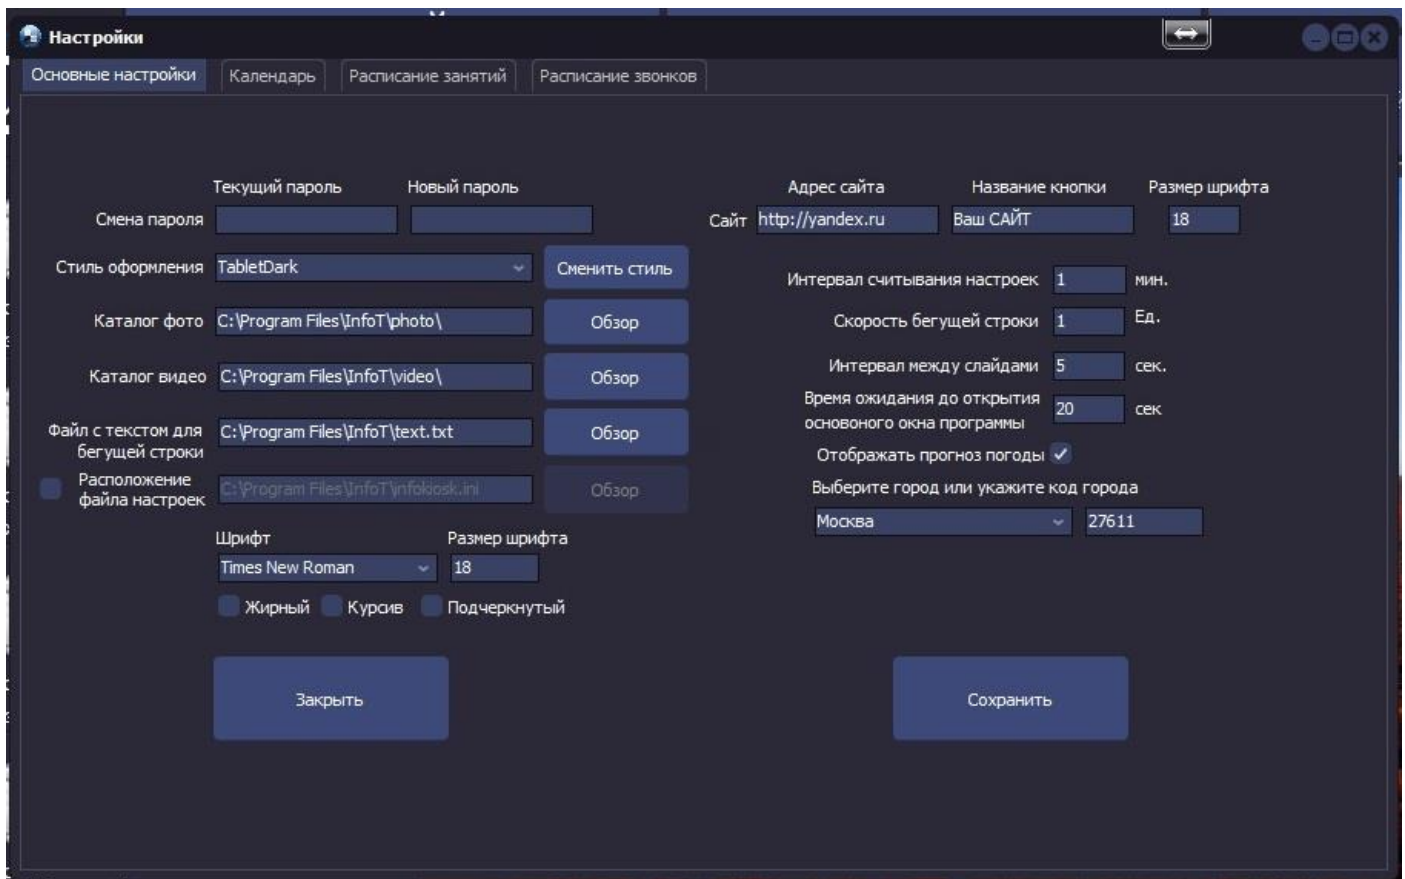 Настройки
Основные настройки Календарь Расписание занятий Расписание звонков
Текущий пароль Новый пароль
Смена пароля
Стиль оформления TabletDark Сменить стиль
Каталог фото C:\Program Files\InfoT\photo\ Обзор
Каталог видео C:\Program Files\InfoT\video\ Обзор
Файл с текстом для
бегущей строки C:\Program Files\InfoT\text.txt Обзор
Расположение
файла настроек C:\Program Files\InfoT\infokiosk.ini Обзор
Шрифт Размер шрифта
Times New Roman 18
Жирный Курсив Подчеркнутый
Закрыть
Адрес сайта Название кнопки Размер шрифта
Сайт http://yandex.ru Ваш САЙТ 18
Интервал считывания настроек 1 мин.
Скорость бегущей строки 1 Ед.
Интервал между слайдами 5 сек.
Время ожидания до открытия
основоного окна программы 20 сек
Отображать прогноз погоды
Выберите город или укажите код города
Москва 27611
Сохранить